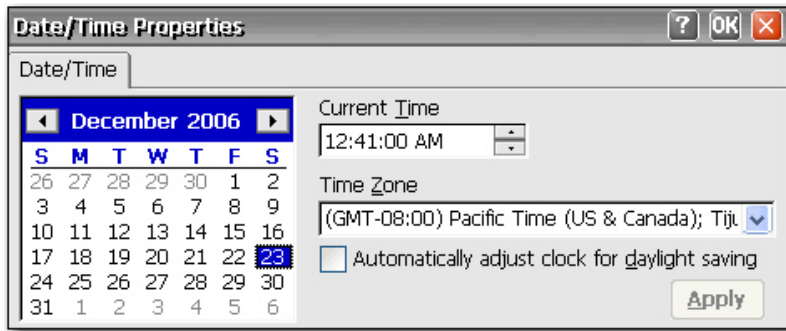 Date/Time Properties ? OK X
Date/Time
December 2006
S M T W T F S
26 27 28 29 30 1 2
3 4 5 6 7 8 9
10 11 12 13 14 15 16
17 18 19 20 21 22 23
24 25 26 27 28 29 30
31 1 2 3 4 5 6
Current Time
12:41:00 AM
Time Zone
(GMT-08:00) Pacific Time (US & Canada);
Automatically adjust clock for daylight saving
Apply